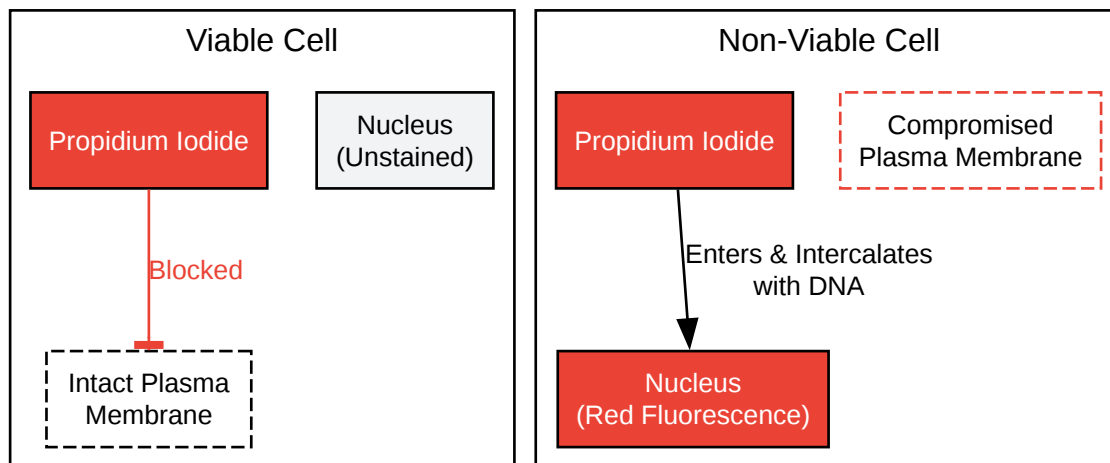 Viable Cell
Propidium Iodide
Nucleus
(Unstained)
Blocked
Intact Plasma
Membrane
Non-Viable Cell
Propidium Iodide
Compromised
Plasma Membrane
Enters & Intercalates
with DNA
Nucleus
(Red Fluorescence)